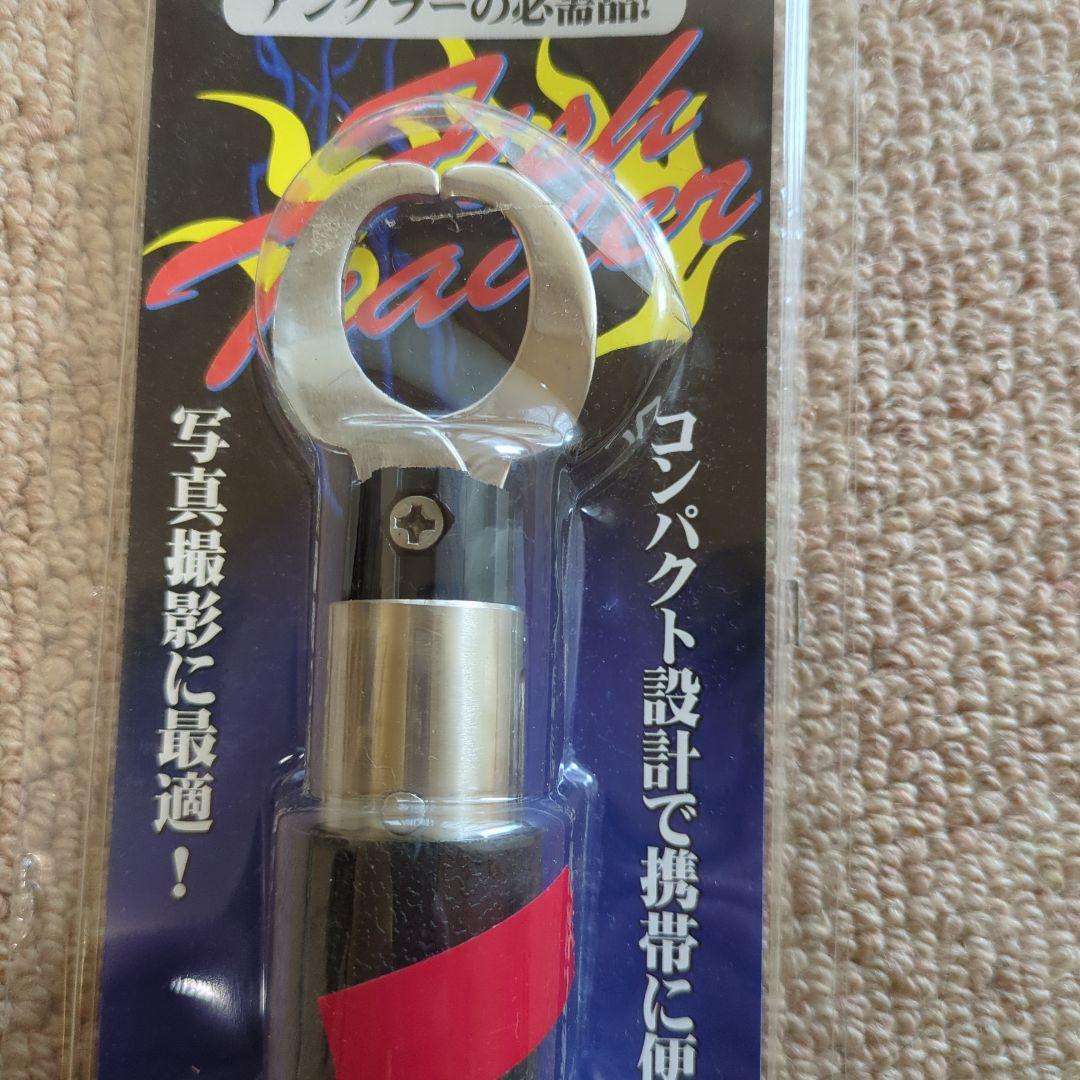 アングラーの必需品!
Fish
コンパクト設計で携帯に便
写真撮影に最適！